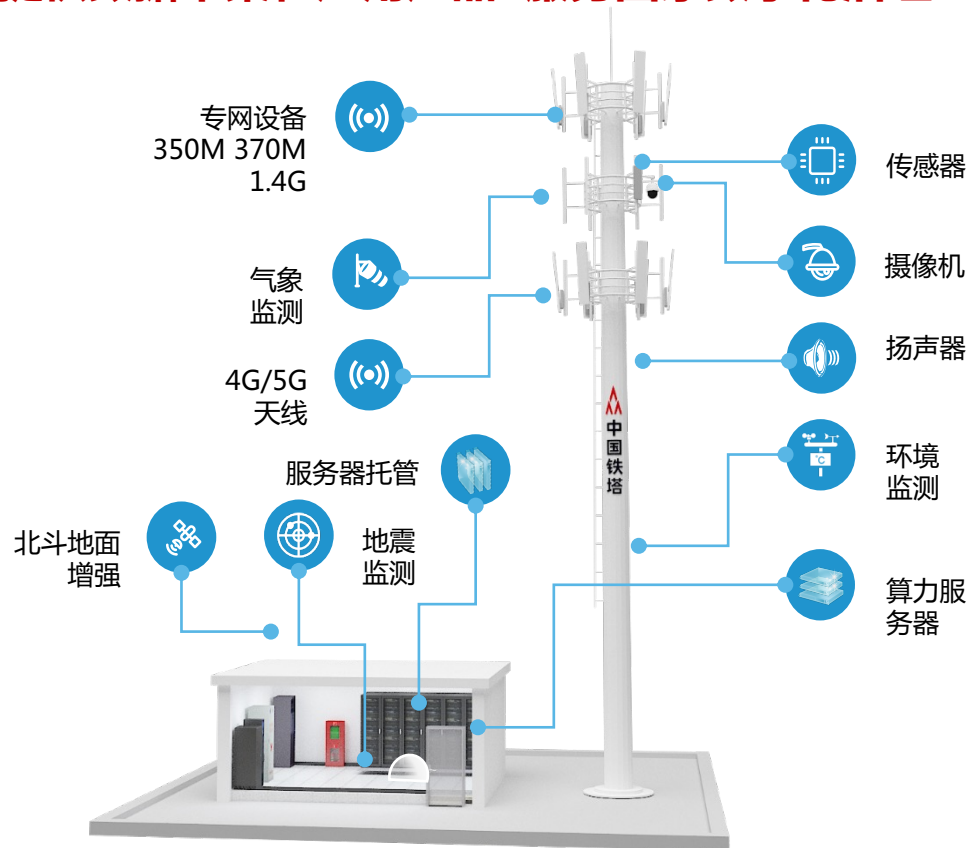 专网设备
350M 370M
1.4G
传感器
气象
监测
摄像机
4G/5G
天线
扬声器
中国铁塔
服务器托管
环境
监测
℃
北斗地面
增强
地震
监测
算力服
务器